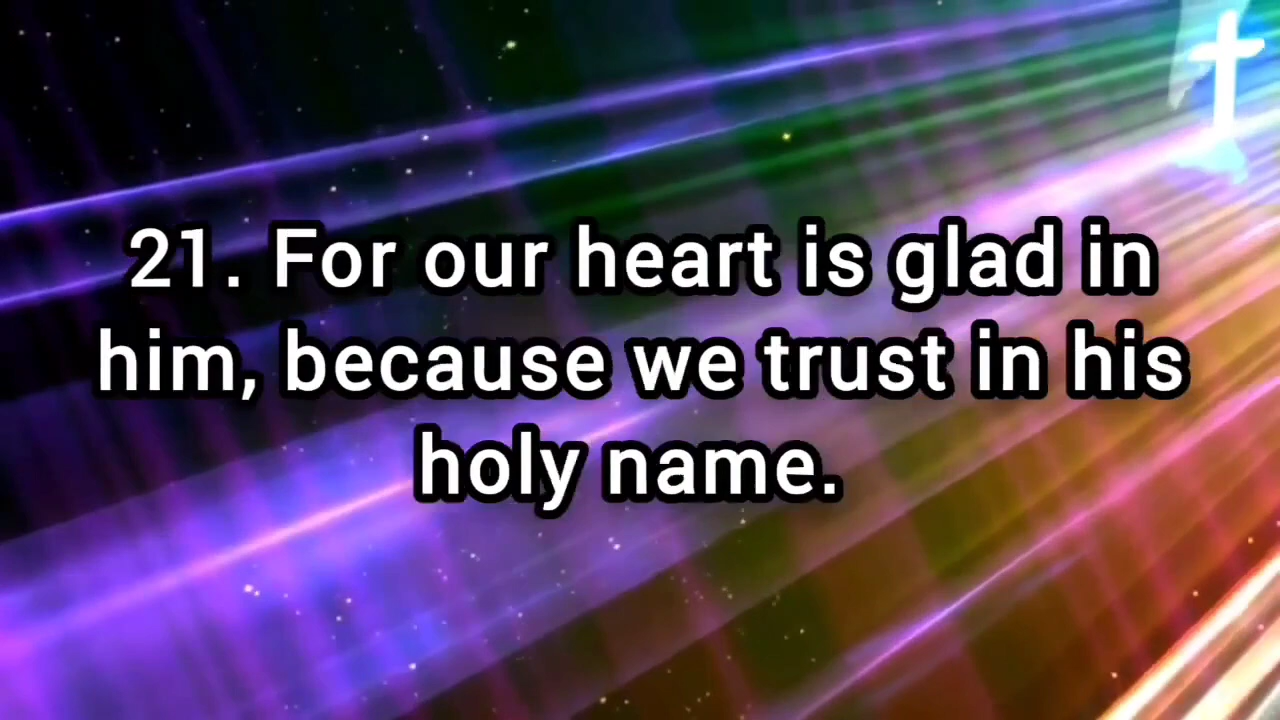 21. For our heart is glad in
him, because we trust in his
holy name.